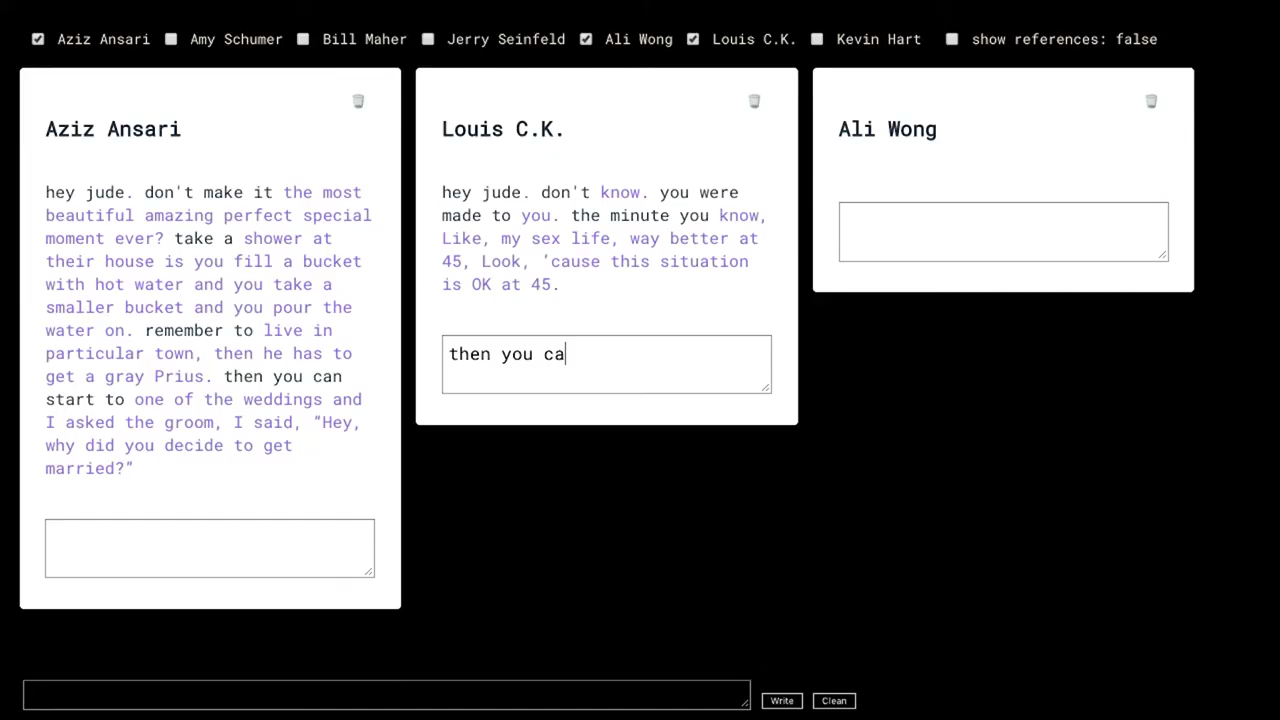 Aziz Ansari Amy Schumer Bill Maher Jerry Seinfeld Ali Wong Louis C.K. Kevin Hart show references: false
Aziz Ansari
hey jude. don't make it the most
beautiful amazing perfect special
moment ever? take a shower at
their house is you fill a bucket
with hot water and you take a
smaller bucket and you pour the
water on. remember to live in
particular town, then he has to
get a gray Prius. then you can
start to one of the weddings and
I asked the groom, I said, “Hey,
why did you decide to get
married?”
Louis C.K.
hey jude. don't know. you were
made to you. the minute you know,
Like, my sex life, way better at
45, Look, ’cause this situation
is OK at 45.
then you ca
Ali Wong
Write Clean